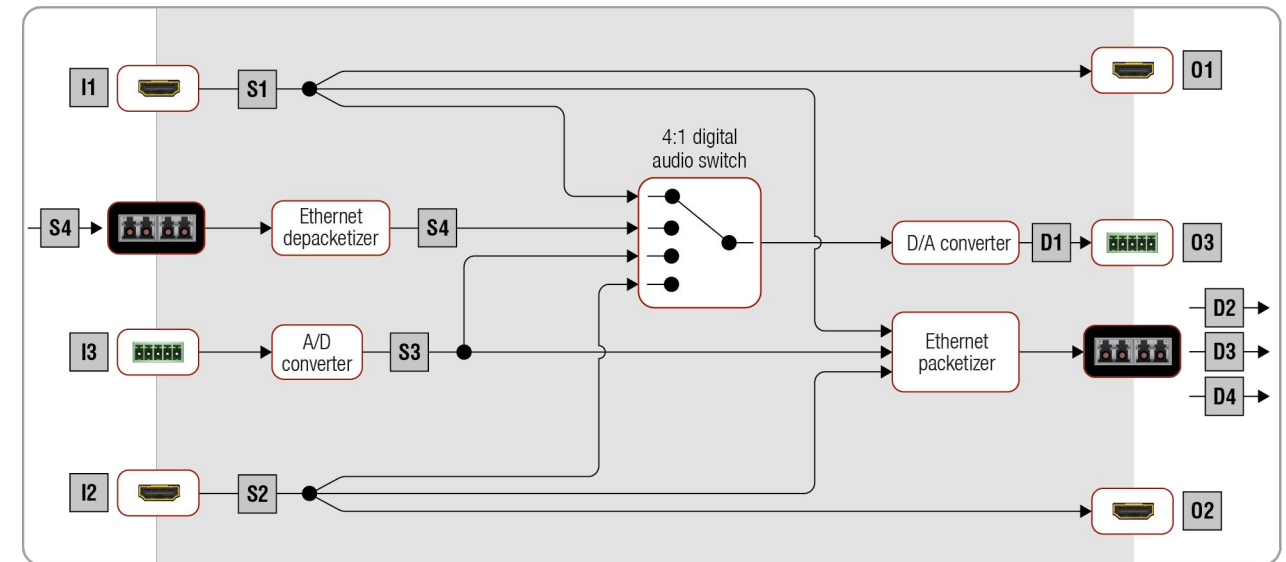 I1
S1
O1
4:1 digital
audio switch
S4
Ethernet
depacketizer
S4
D/A converter
D1
O3
D2
I3
A/D
converter
S3
Ethernet
packetizer
D3
D4
I2
S2
O2